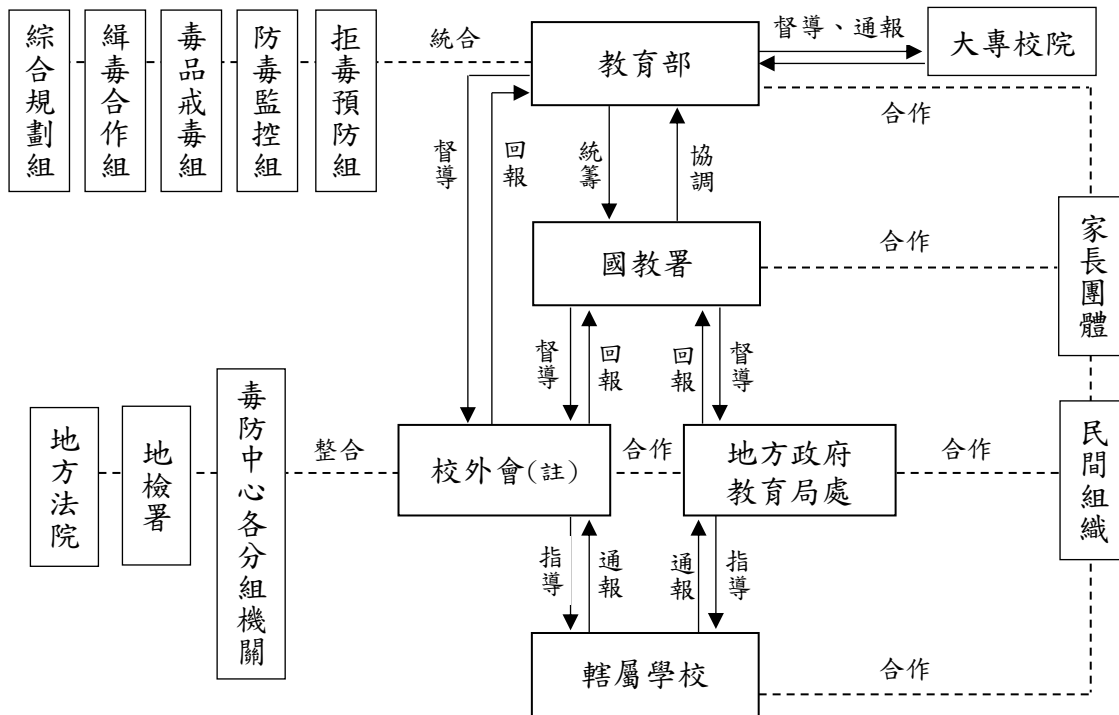 綜合規劃組
緝毒合作組
毒品戒毒組
防毒監控組
拒毒預防組
統合
教育部
督導、通報
大專校院
合作
督導
回報
統籌
協調
國教署
合作
家長團體
督導
回報
回報
督導
地方法院
地檢署
毒防中心各分組機關
整合
校外會(註)
合作
地方政府
教育局處
合作
民間組織
指導
通報
通報
指導
轄屬學校
合作